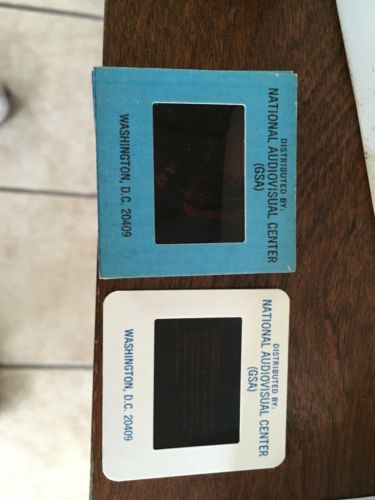 DISTRIBUTED BY:
NATIONAL AUDIOVISUAL CENTER
(GSA)
WASHINGTON, D.C. 20409
DISTRIBUTED BY:
NATIONAL AUDIOVISUAL CENTER
(GSA)
WASHINGTON, D.C. 20409